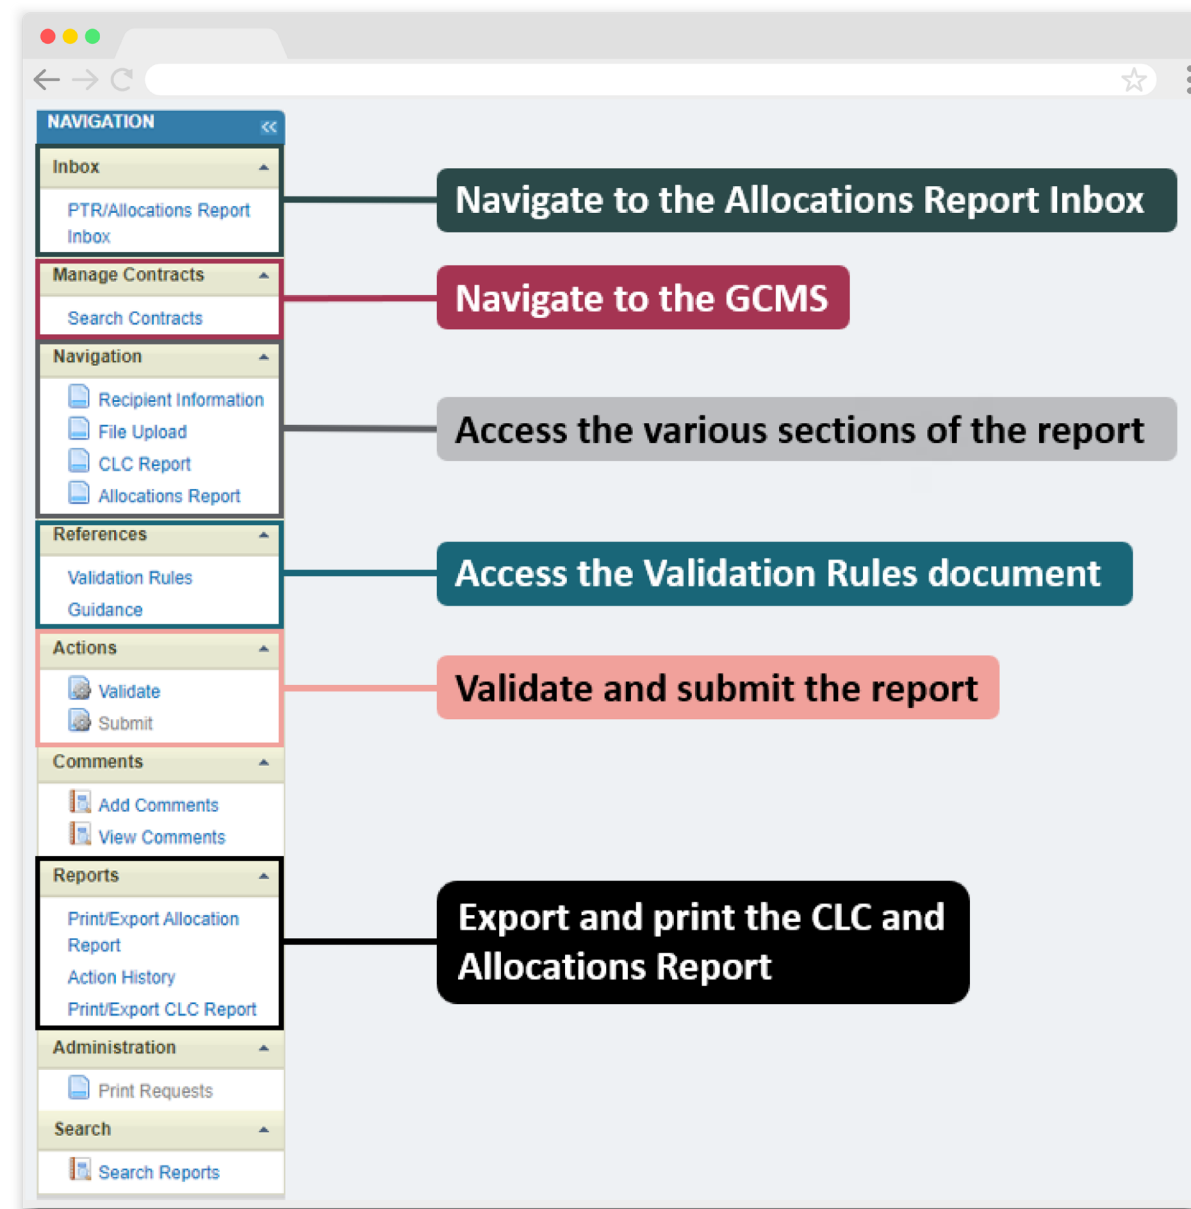 NAVIGATION
Inbox
PTR/Allocations Report
Inbox
Navigate to the Allocations Report Inbox
Manage Contracts
Search Contracts
Navigate to the GCMS
Navigation
Recipient Information
File Upload
CLC Report
Allocations Report
Access the various sections of the report
References
Validation Rules
Guidance
Access the Validation Rules document
Actions
Validate
Submit
Validate and submit the report
Comments
Add Comments
View Comments
Reports
Print/Export Allocation
Report
Action History
Print/Export CLC Report
Export and print the CLC and
Allocations Report
Administration
Print Requests
Search
Search Reports